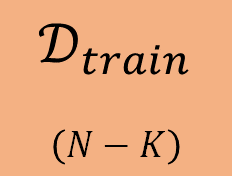 𝒟train
(N − K)